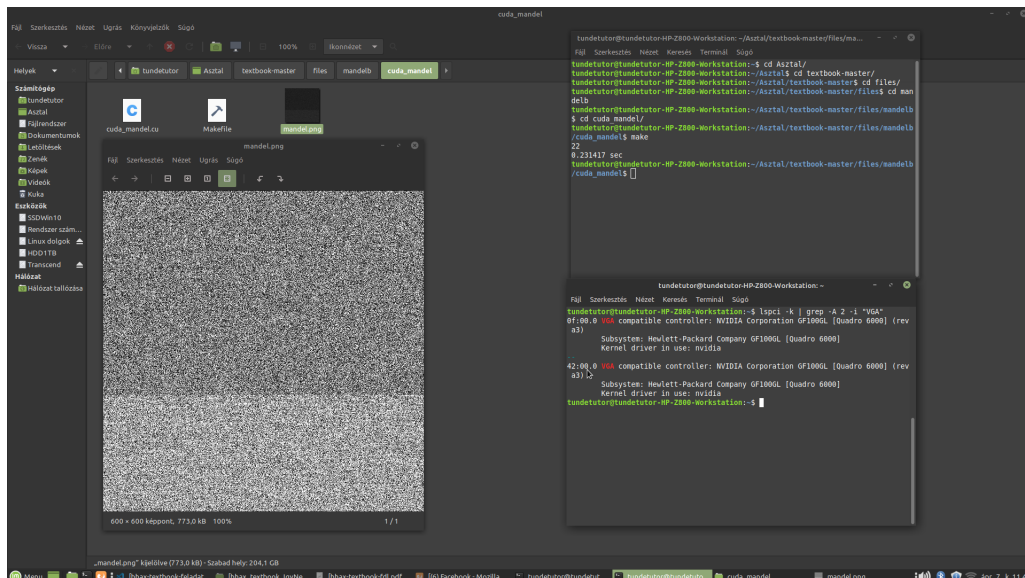 cuda_mandel
Fájl Szerkesztés Nézet Ugrás Könyvjelzők Súgó
Vissza Előre 100% Ikonnézet
Helyek tundetutor Asztal textbook-master files mandelb cuda_mandel
Számítógép
tundetutor
Asztal
Fájlrendszer
Dokumentumok
Letöltések
Zenék
Képek
Videók
Kuka
Eszközök
SSDWin10
Rendszer szám...
Linux dolgok
HDD1TB
Transcend
Hálózat
Hálózat tallózása
cuda_mandel.cu Makefile mandel.png
mandel.png
Fájl Szerkesztés Nézet Ugrás Súgó
600 × 600 képpont, 773,0 kB 100% 1 / 1
„mandel.png” kijelölve (773,0 kB) - Szabad hely: 204,1 GB
tundetutor@tundetutor-HP-Z800-Workstation: ~/Asztal/textbook-master/files/ma...
Fájl Szerkesztés Nézet Keresés Terminál Súgó
tundetutor@tundetutor-HP-Z800-Workstation:~$ cd Asztal/
tundetutor@tundetutor-HP-Z800-Workstation:~/Asztal$ cd textbook-master/
tundetutor@tundetutor-HP-Z800-Workstation:~/Asztal/textbook-master$ cd files/
tundetutor@tundetutor-HP-Z800-Workstation:~/Asztal/textbook-master/files$ cd man
delb
tundetutor@tundetutor-HP-Z800-Workstation:~/Asztal/textbook-master/files/mandelb
$ cd cuda_mandel/
tundetutor@tundetutor-HP-Z800-Workstation:~/Asztal/textbook-master/files/mandelb
/cuda_mandel$ make
22
0.231417 sec
tundetutor@tundetutor-HP-Z800-Workstation:~/Asztal/textbook-master/files/mandelb
/cuda_mandel$
tundetutor@tundetutor-HP-Z800-Workstation: ~
Fájl Szerkesztés Nézet Keresés Terminál Súgó
tundetutor@tundetutor-HP-Z800-Workstation:~$ lspci -k | grep -A 2 -i "VGA"
0f:00.0 VGA compatible controller: NVIDIA Corporation GF100GL [Quadro 6000] (rev
a3)
Subsystem: Hewlett-Packard Company GF100GL [Quadro 6000]
Kernel driver in use: nvidia
--
42:00.0 VGA compatible controller: NVIDIA Corporation GF100GL [Quadro 6000] (rev
a3)
Subsystem: Hewlett-Packard Company GF100GL [Quadro 6000]
Kernel driver in use: nvidia
tundetutor@tundetutor-HP-Z800-Workstation:~$
Menu